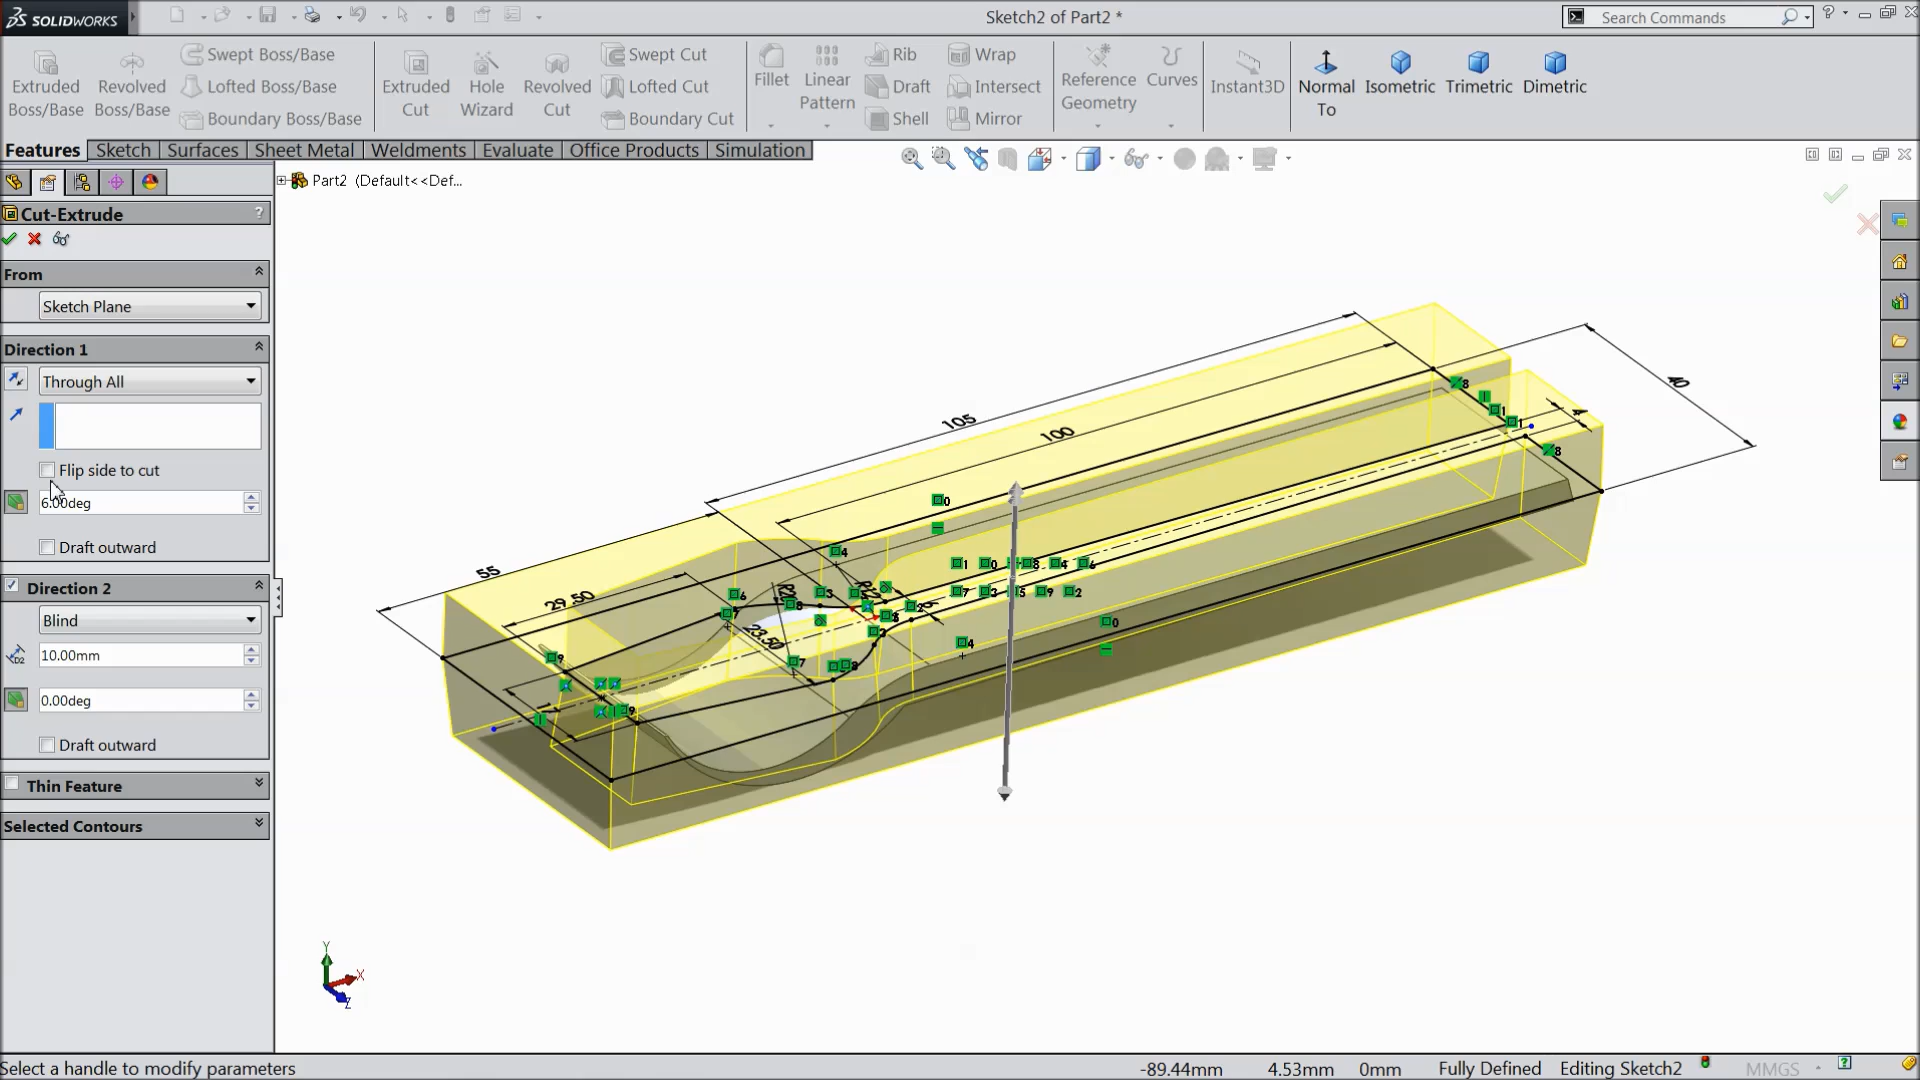 SOLIDWORKS
Sketch2 of Part2 *
Search Commands
?
Extruded Boss/Base
Revolved Boss/Base
Swept Boss/Base
Lofted Boss/Base
Boundary Boss/Base
Extruded Cut
Hole Wizard
Revolved Cut
Swept Cut
Lofted Cut
Boundary Cut
Fillet
Linear Pattern
Rib
Draft
Shell
Wrap
Intersect
Mirror
Reference Geometry
Curves
Instant3D
Normal To
Isometric
Trimetric
Dimetric
Features
Sketch
Surfaces
Sheet Metal
Weldments
Evaluate
Office Products
Simulation
Part2 (Default<<Def...
Cut-Extrude
?
From
Sketch Plane
Direction 1
Through All
Flip side to cut
6.00deg
Draft outward
Direction 2
Blind
D2
10.00mm
0.00deg
Draft outward
Thin Feature
Selected Contours
105
100
40
4
55
29.50
23.50
Y
X
Z
Select a handle to modify parameters
-89.44mm
4.53mm
0mm
Fully Defined
Editing Sketch2
MMGS